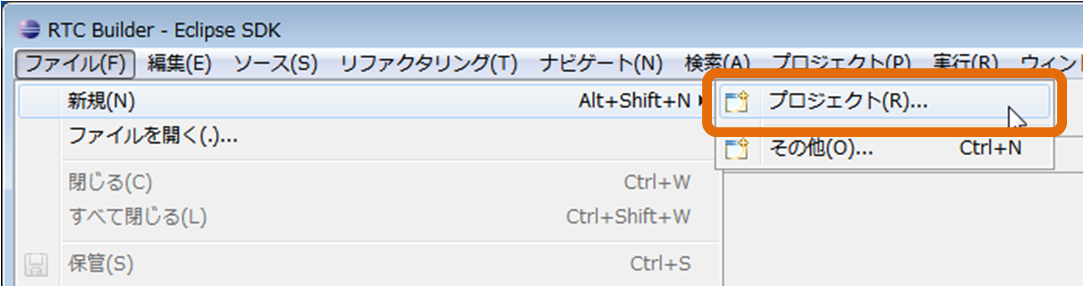 RTC Builder - Eclipse SDK
ファイル(F) 編集(E) ソース(S) リファクタリング(T) ナビゲート(N) 検索(A) プロジェクト(P) 実行(R) ウィン
新規(N) Alt+Shift+N プロジェクト(R)...
ファイルを開く(.)...
その他(O)... Ctrl+N
閉じる(C) Ctrl+W
すべて閉じる(L) Ctrl+Shift+W
保管(S) Ctrl+S